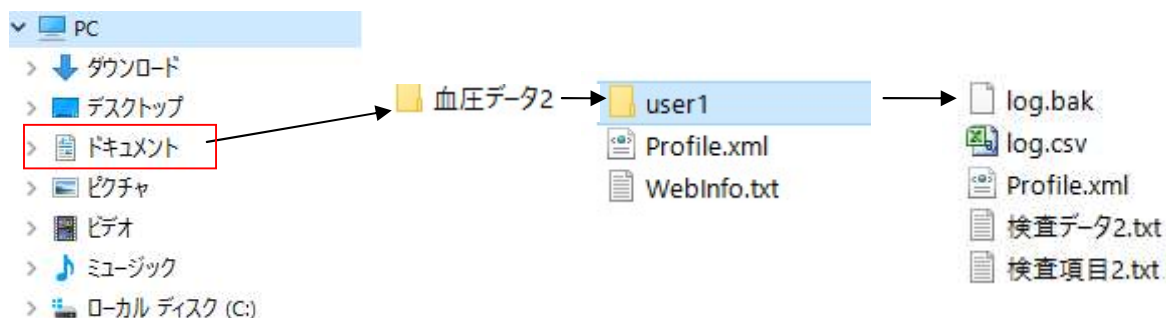 PC
ダウンロード
デスクトップ
ドキュメント
ピクチャ
ビデオ
ミュージック
ローカル ディスク (C:)
血圧データ2
user1
Profile.xml
WebInfo.txt
log.bak
log.csv
Profile.xml
検査データ2.txt
検査項目2.txt